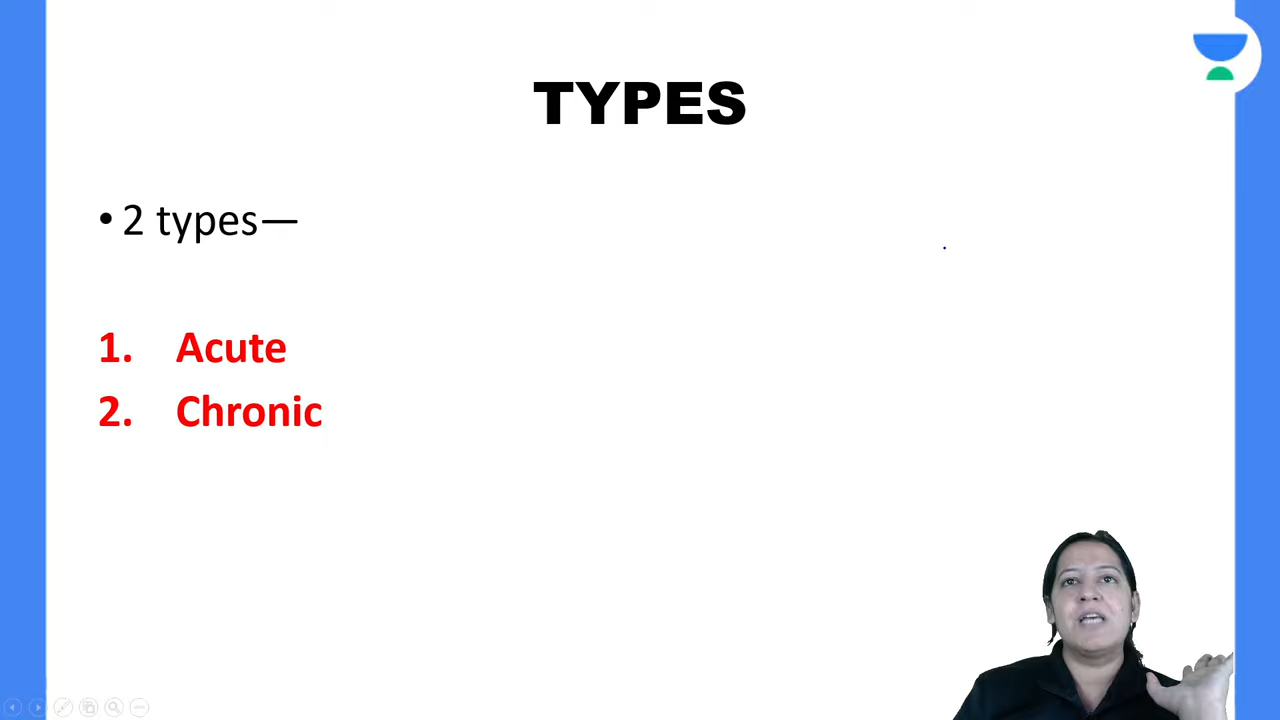 TYPES
• 2 types—
1. Acute
2. Chronic